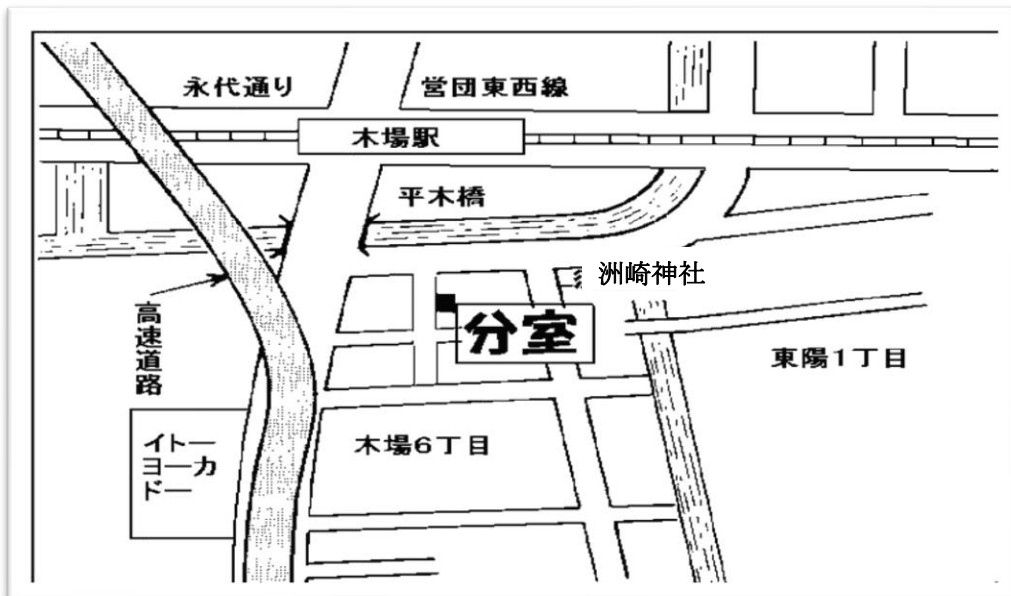 永代通り
営団東西線
木場駅
平木橋
洲崎神社
分室
高速道路
東陽1丁目
イトー
ヨーカ
ドー
木場6丁目